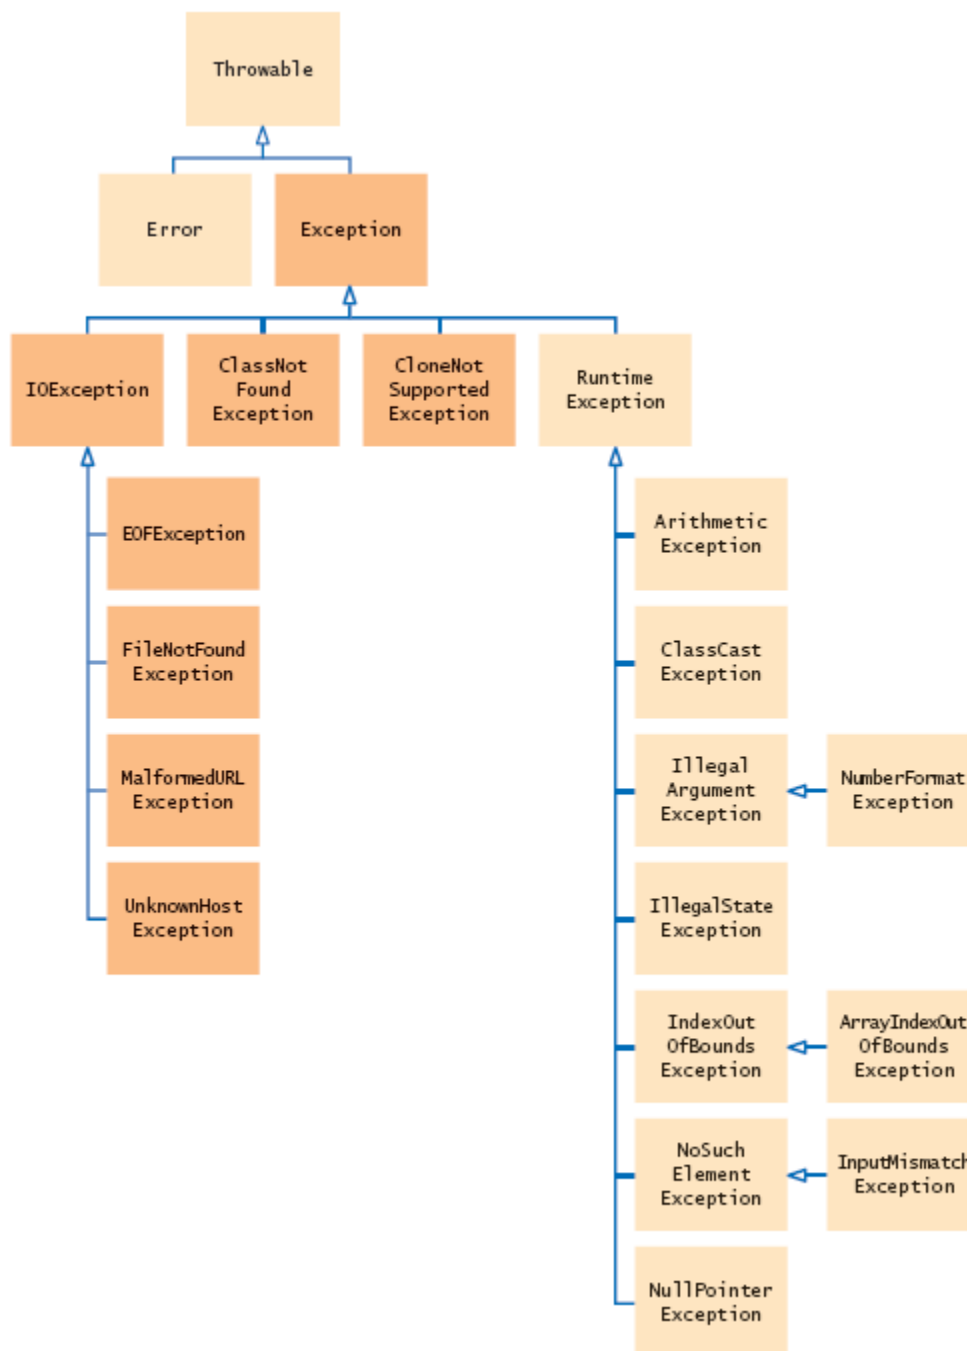 Throwable
Error
Exception
IOException
ClassNot
Found
Exception
CloneNot
Supported
Exception
Runtime
Exception
EOFException
FileNotFound
Exception
MalformedURL
Exception
UnknownHost
Exception
Arithmetic
Exception
ClassCast
Exception
Illegal
Argument
Exception
NumberFormat
Exception
IllegalState
Exception
IndexOut
OfBounds
Exception
ArrayIndexOut
OfBounds
Exception
NoSuch
Element
Exception
InputMismatch
Exception
NullPointer
Exception